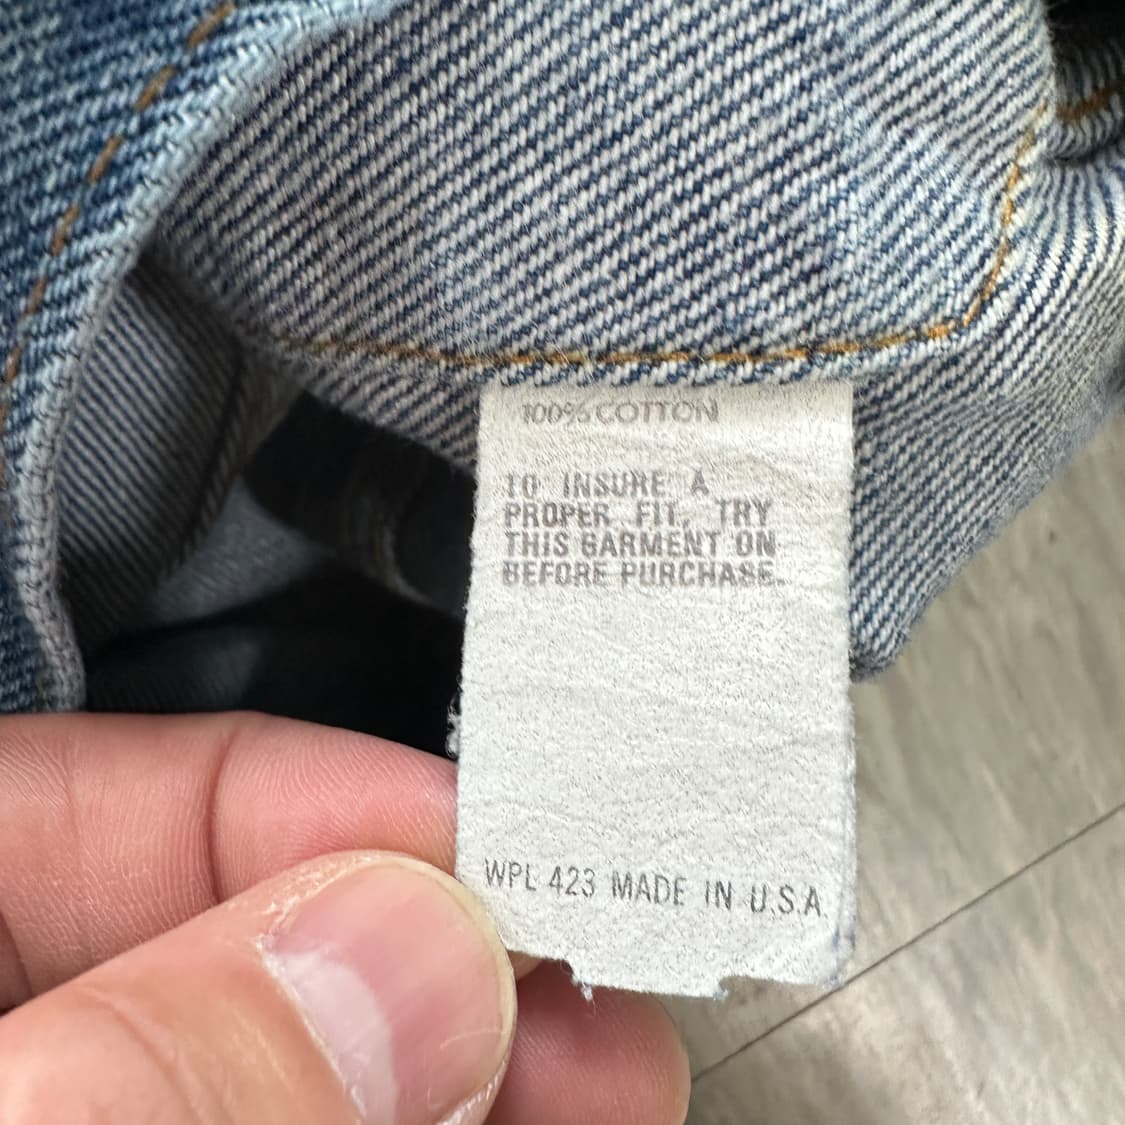 100% COTTON
TO INSURE A
PROPER FIT, TRY
THIS GARMENT ON
BEFORE PURCHASE.
WPL 423 MADE IN U.S.A.